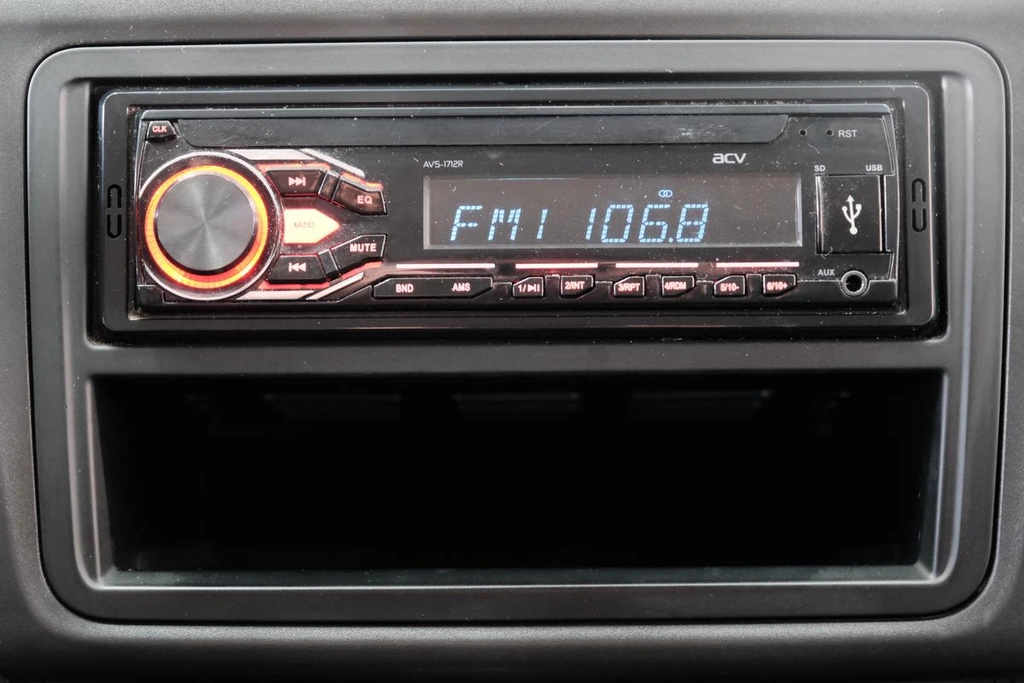 CLK
RST
AVS-1712R
ACV
SD USB
EQ
MOD
FM1 106.8
MUTE
AUX
BND AMS 1/ 2/INT 3/RPT 4/RDM 5/10- 6/10+